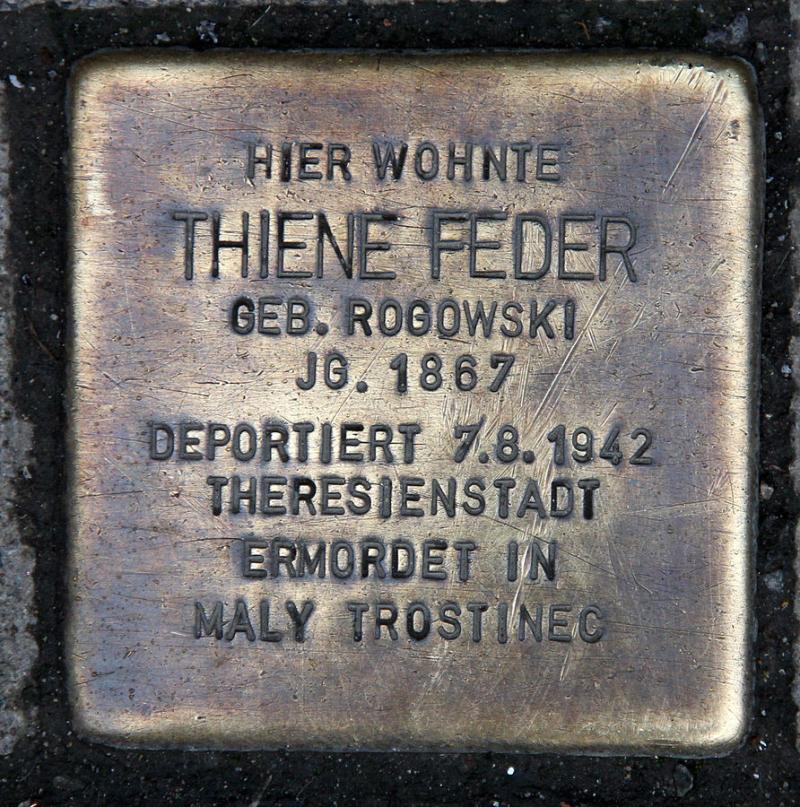 HIER WOHNTE
THIENE FEDER
GEB. ROGOWSKI
JG. 1867
DEPORTIERT 7.8.1942
THERESIENSTADT
ERMORDET IN
MALY TROSTINEC